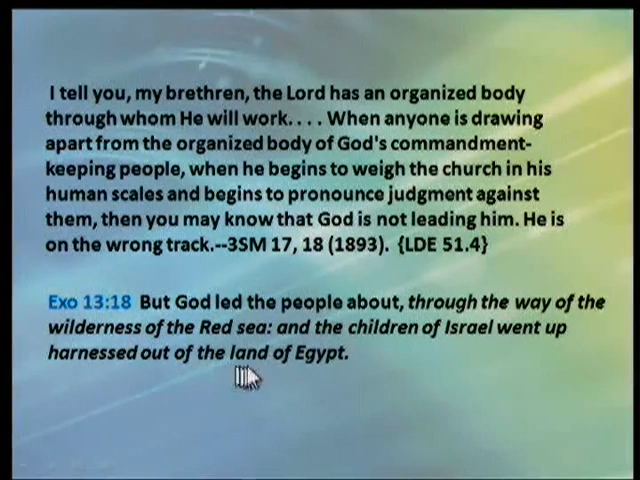 I tell you, my brethren, the Lord has an organized body
through whom He will work. . . . When anyone is drawing
apart from the organized body of God's commandment-
keeping people, when he begins to weigh the church in his
human scales and begins to pronounce judgment against
them, then you may know that God is not leading him. He is
on the wrong track.--3SM 17, 18 (1893). {LDE 51.4}
Exo 13:18 But God led the people about, through the way of the
wilderness of the Red sea: and the children of Israel went up
harnessed out of the land of Egypt.